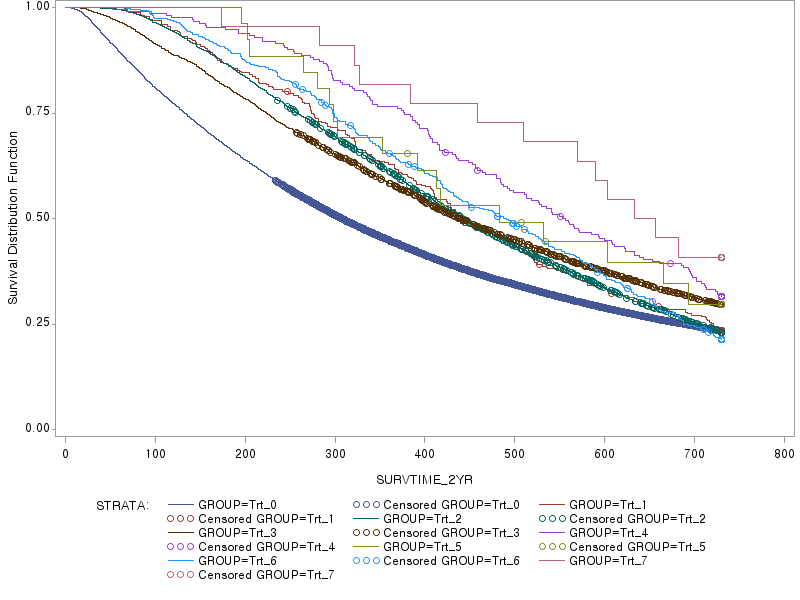 1.00
0.75
0.50
0.25
0.00
Survival Distribution Function
0 100 200 300 400 500 600 700 800
SURVTIME_2YR
STRATA: GROUP=Trt_0 Censored GROUP=Trt_0 GROUP=Trt_1
Censored GROUP=Trt_1 GROUP=Trt_2 Censored GROUP=Trt_2
GROUP=Trt_3 Censored GROUP=Trt_3 GROUP=Trt_4
Censored GROUP=Trt_4 GROUP=Trt_5 Censored GROUP=Trt_5
GROUP=Trt_6 Censored GROUP=Trt_6 GROUP=Trt_7
Censored GROUP=Trt_7